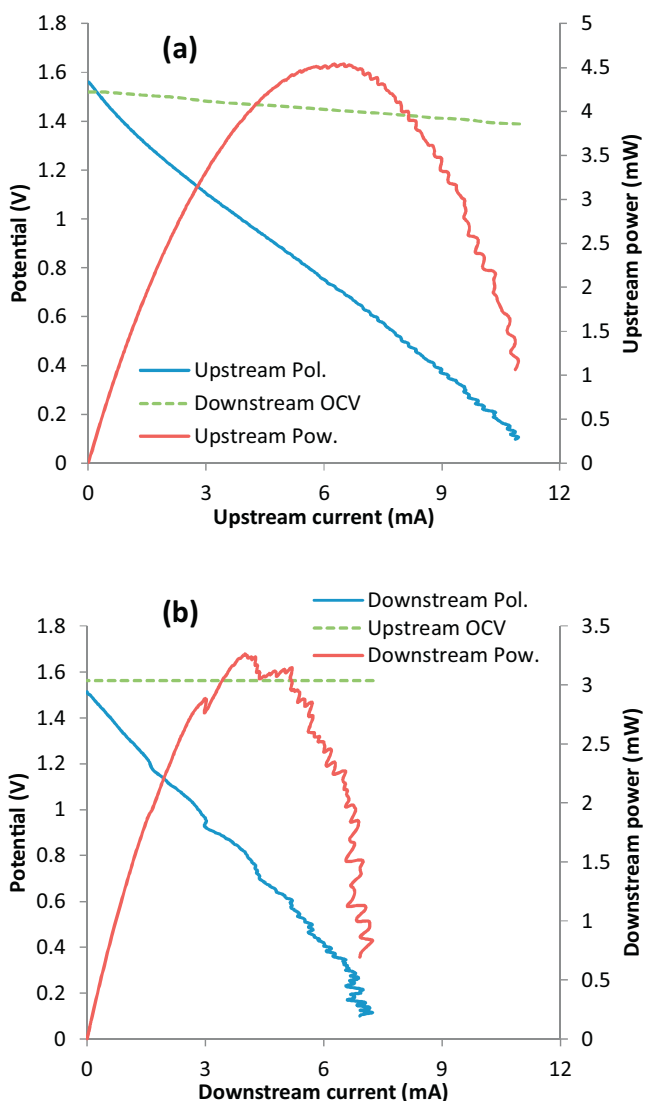 (a)
1.8
1.6
1.4
1.2
1
0.8
0.6
0.4
0.2
0
Potential (V)
5
4.5
4
3.5
3
2.5
2
1.5
1
0.5
0
Upstream power (mW)
Upstream Pol.
Downstream OCV
Upstream Pow.
0 3 6 9 12
Upstream current (mA)
(b)
Downstream Pol.
Upstream OCV
Downstream Pow.
1.8
1.6
1.4
1.2
1
0.8
0.6
0.4
0.2
0
Potential (V)
3.5
3
2.5
2
1.5
1
0.5
0
Downstream power (mW)
0 3 6 9 12
Downstream current (mA)